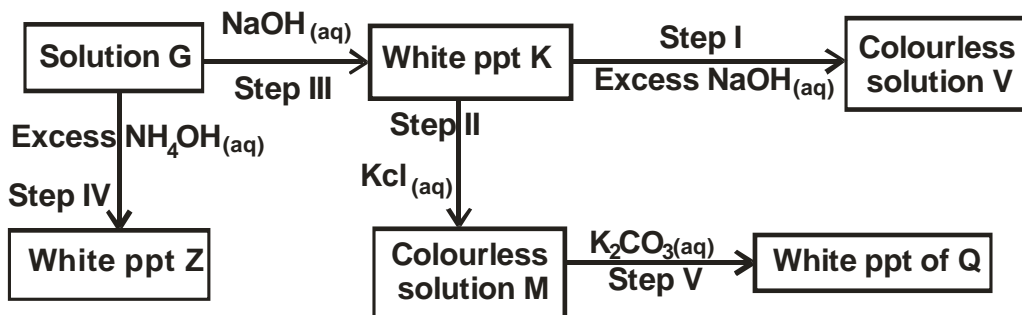 Solution G
NaOH(aq)
Step III
White ppt K
Step I
Excess NaOH(aq)
Colourless
solution V
Excess NH₄OH(aq)
Step IV
White ppt Z
Step II
Kcl(aq)
Colourless
solution M
K₂CO₃(aq)
Step V
White ppt of Q